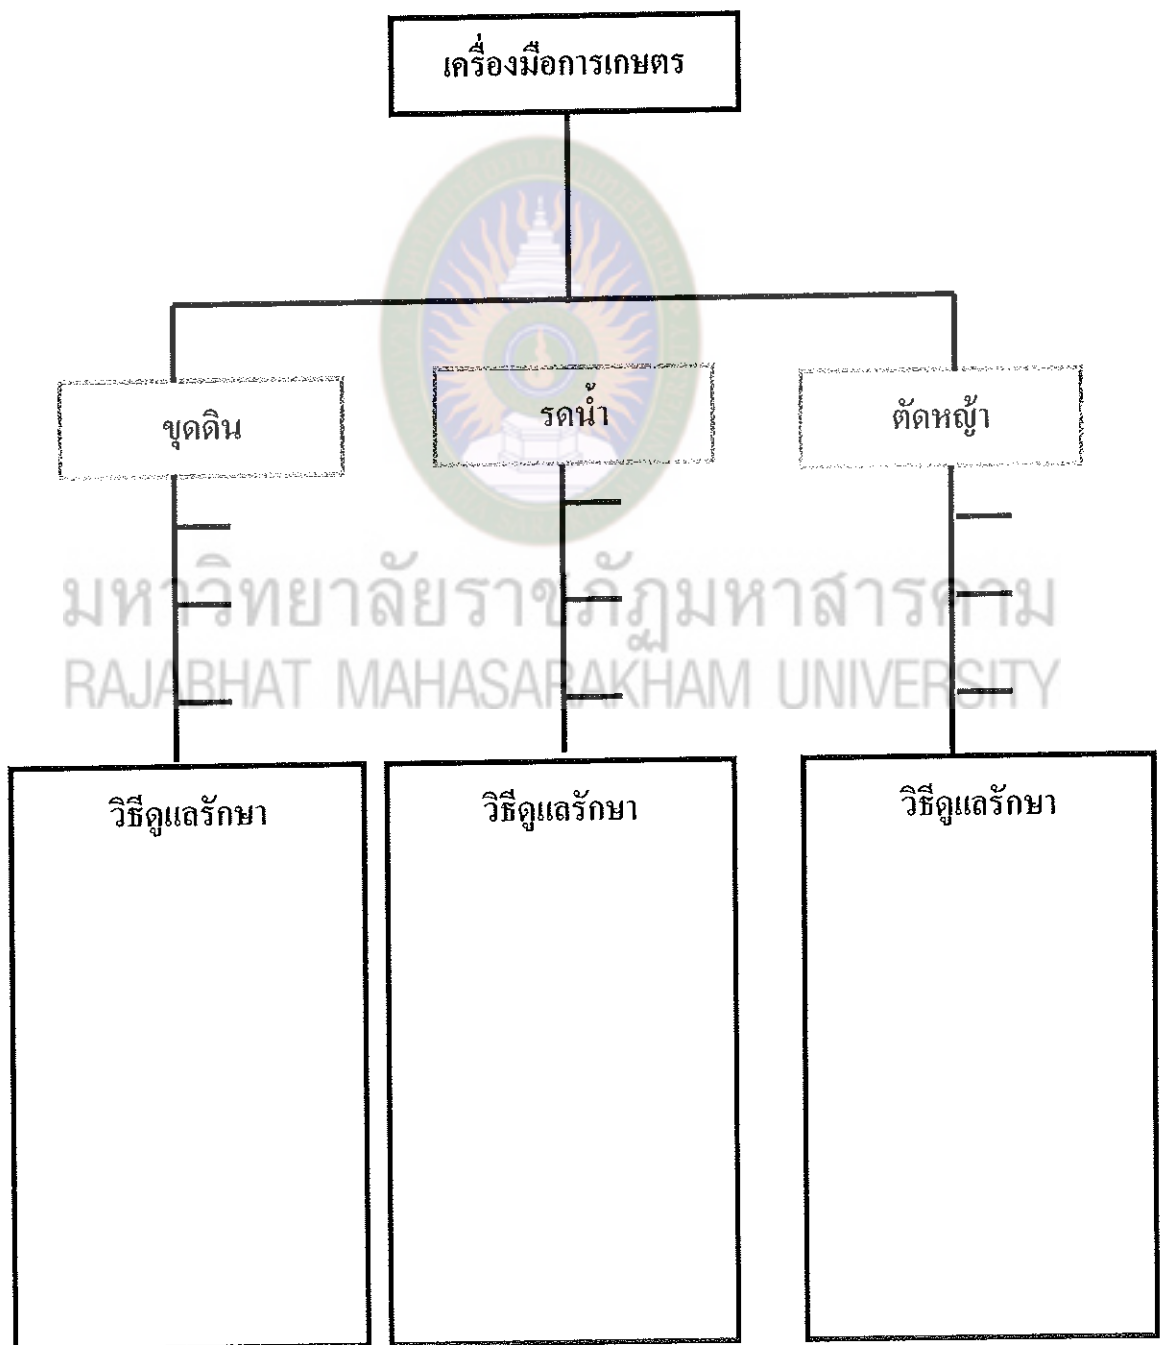 เครื่องมือการเกษตร
ขุดดิน
รดน้ำ
ตัดหญ้า
มหาวิทยาลัยราชภัฏมหาสารคาม
RAJABHAT MAHASARAKHAM UNIVERSITY
วิธีดูแลรักษา
วิธีดูแลรักษา
วิธีดูแลรักษา